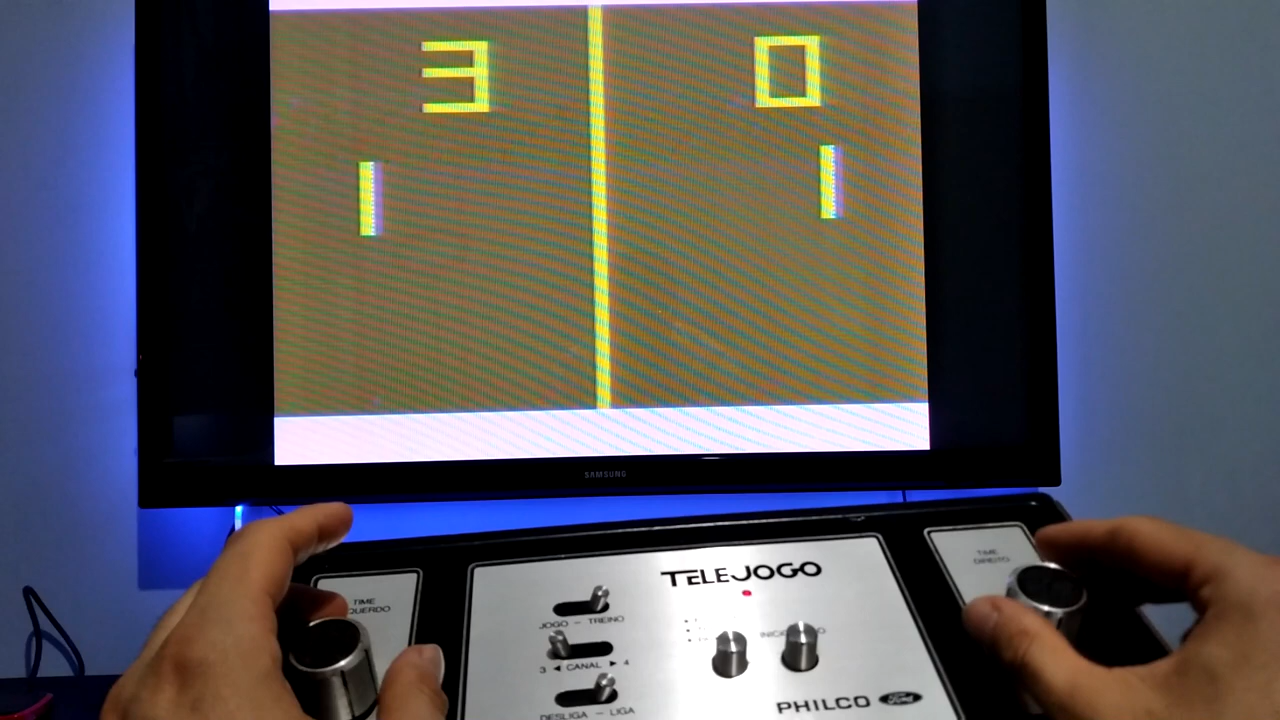 3 0
SAMSUNG
TELEJOGO
TIME
QUERDO
TIME
DIREITO
JOGO - TREINO
3 ◄ CANAL ► 4
DESLIGA - LIGA
PHILCO Ford